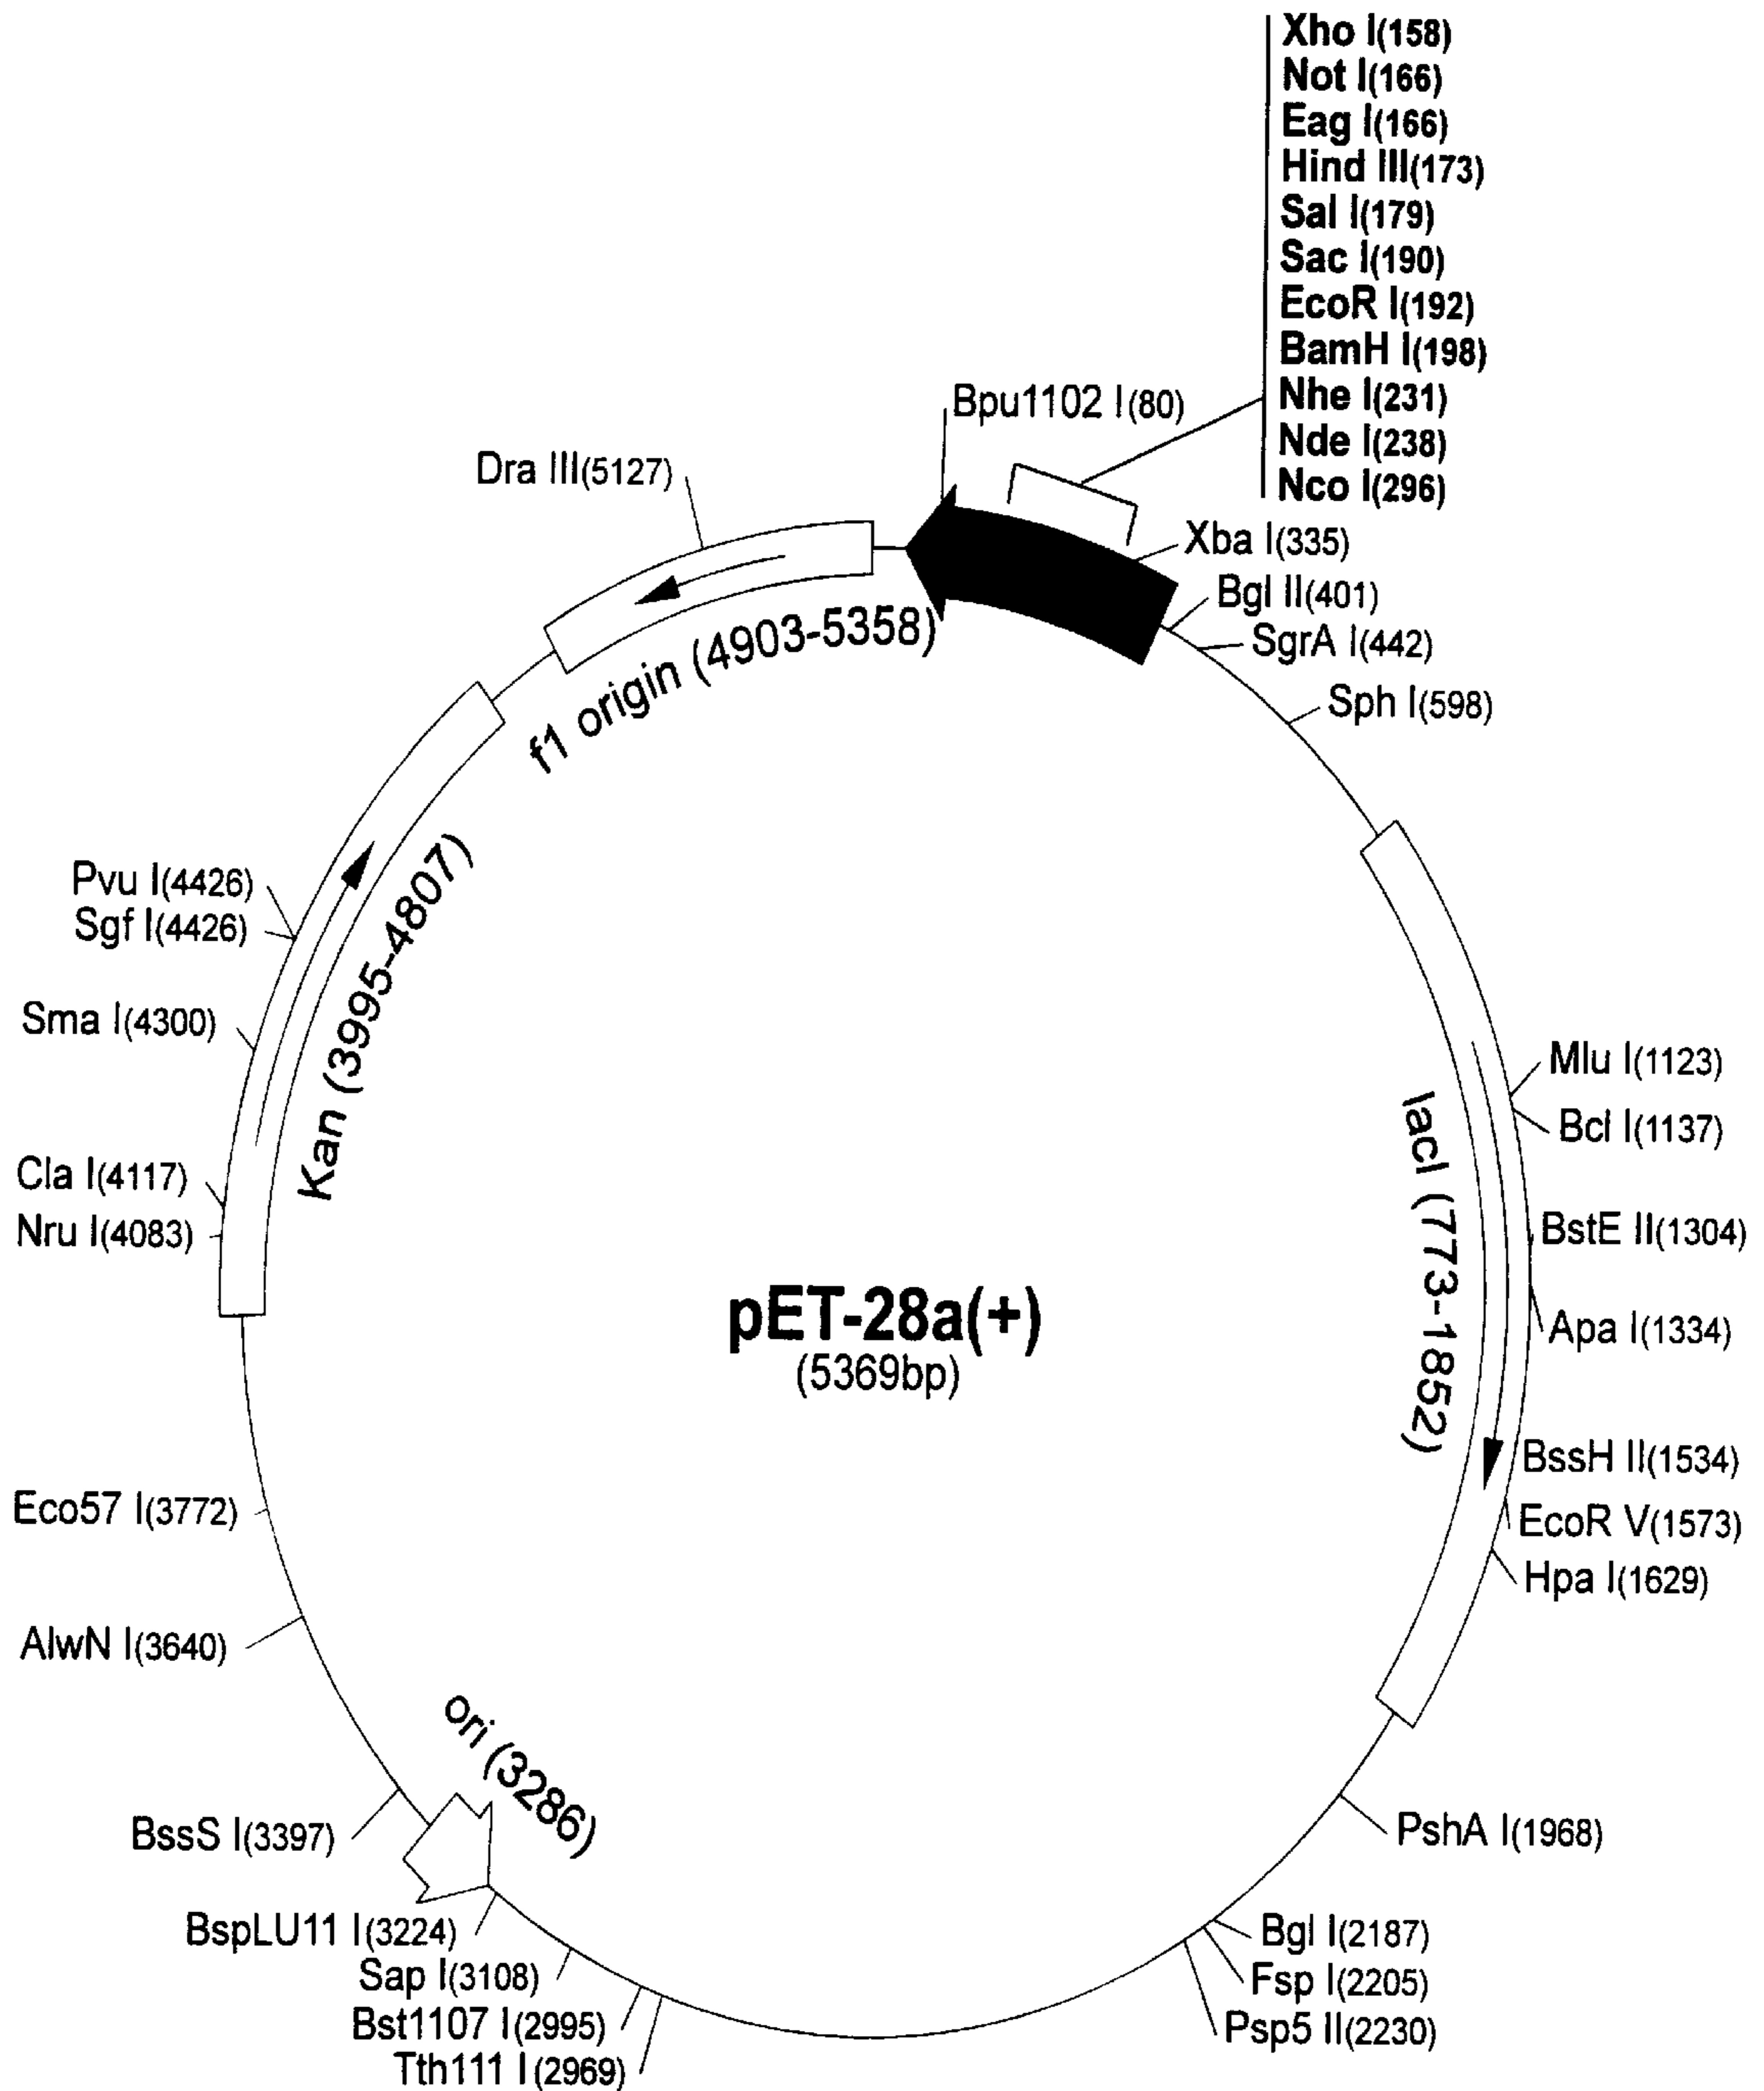 Xho I(158)
Not I(166)
Eag I(166)
Hind III(173)
Sal I(179)
Sac I(190)
EcoR I(192)
BamH I(198)
Nhe I(231)
Nde I(238)
Nco I(296)
Bpu1102 I(80)
Dra III(5127)
Xba I(335)
Bgl II(401)
SgrA I(442)
Sph I(598)
f1 origin (4903-5358)
Pvu I(4426)
Sgf I(4426)
Sma I(4300)
Kan (3995-4807)
Cla I(4117)
Nru I(4083)
Mlu I(1123)
Bcl I(1137)
BstE II(1304)
lacI (773-1852)
Apa I(1334)
pET-28a(+)
(5369bp)
BssH II(1534)
EcoR V(1573)
Hpa I(1629)
Eco57 I(3772)
AlwN I(3640)
ori (3286)
BssS I(3397)
PshA I(1968)
BspLU11 I(3224)
Sap I(3108)
Bst1107 I(2995)
Tth111 I(2969)
Bgl I(2187)
Fsp I(2205)
Psp5 II(2230)